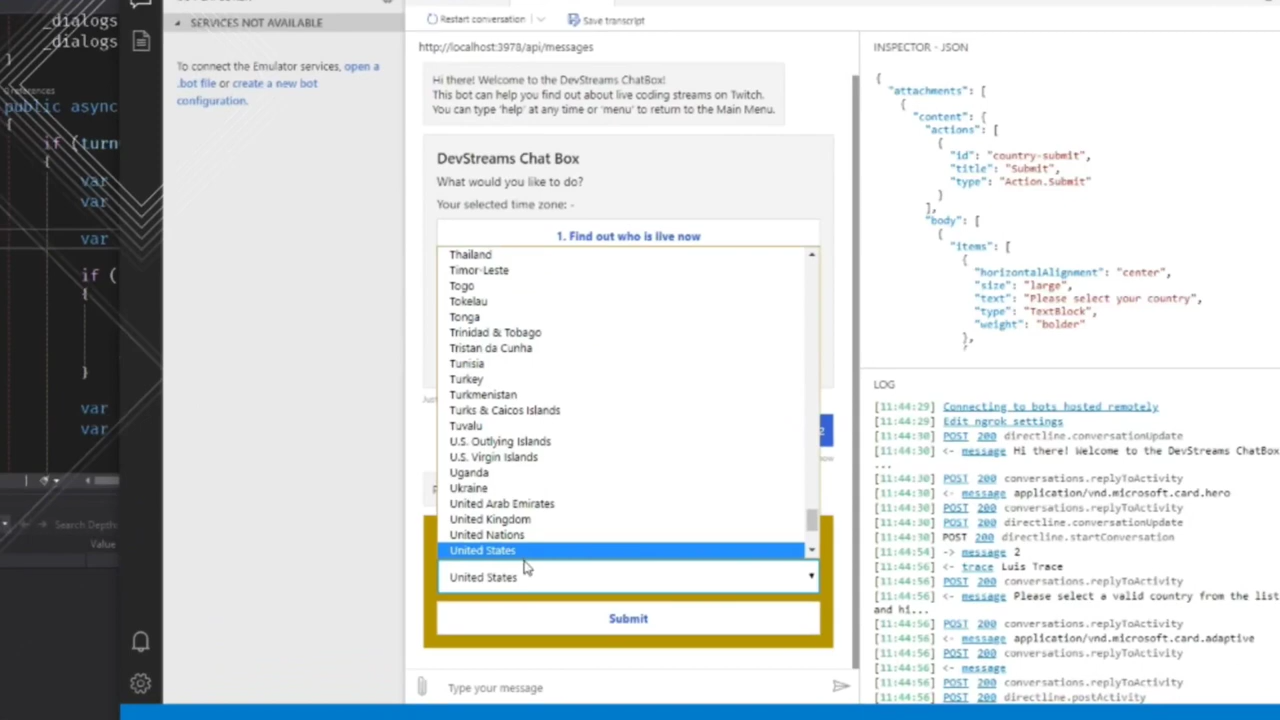 _dialogs
_dialogs
}
public async
{
if (turn
{
var
var
var
if (
{
}
var
var
Search Depth
Value
SERVICES NOT AVAILABLE
To connect the Emulator services, open a
.bot file or create a new bot
configuration.
Restart conversation
Save transcript
http://localhost:3978/api/messages
Hi there! Welcome to the DevStreams ChatBox!
This bot can help you find out about live coding streams on Twitch.
You can type 'help' at any time or 'menu' to return to the Main Menu.
DevStreams Chat Box
What would you like to do?
Your selected time zone: -
1. Find out who is live now
Thailand
Timor-Leste
Togo
Tokelau
Tonga
Trinidad & Tobago
Tristan da Cunha
Tunisia
Turkey
Turkmenistan
Turks & Caicos Islands
Tuvalu
U.S. Outlying Islands
U.S. Virgin Islands
Uganda
Ukraine
United Arab Emirates
United Kingdom
United Nations
United States
United States
Submit
Type your message
INSPECTOR - JSON
{
"attachments": [
{
"content": {
"actions": [
{
"id": "country-submit",
"title": "Submit",
"type": "Action.Submit"
}
],
"body": [
{
"items": [
{
"horizontalAlignment": "center",
"size": "large",
"text": "Please select your country",
"type": "TextBlock",
"weight": "bolder"
},
LOG
[11:44:29] Connecting to bots hosted remotely
[11:44:29] Edit ngrok settings
[11:44:30] POST 200 directline.conversationUpdate
[11:44:30] <- message Hi there! Welcome to the DevStreams ChatBox
...
[11:44:30] POST 200 conversations.replyToActivity
[11:44:30] <- message application/vnd.microsoft.card.hero
[11:44:30] POST 200 conversations.replyToActivity
[11:44:30] POST 200 directline.conversationUpdate
[11:44:30] POST 200 directline.startConversation
[11:44:54] -> message 2
[11:44:56] <- trace Luis Trace
[11:44:56] POST 200 conversations.replyToActivity
[11:44:56] <- message Please select a valid country from the list
and hi...
[11:44:56] POST 200 conversations.replyToActivity
[11:44:56] <- message application/vnd.microsoft.card.adaptive
[11:44:56] POST 200 conversations.replyToActivity
[11:44:56] <- message
[11:44:56] POST 200 conversations.replyToActivity
[11:44:56] POST 200 directline.postActivity